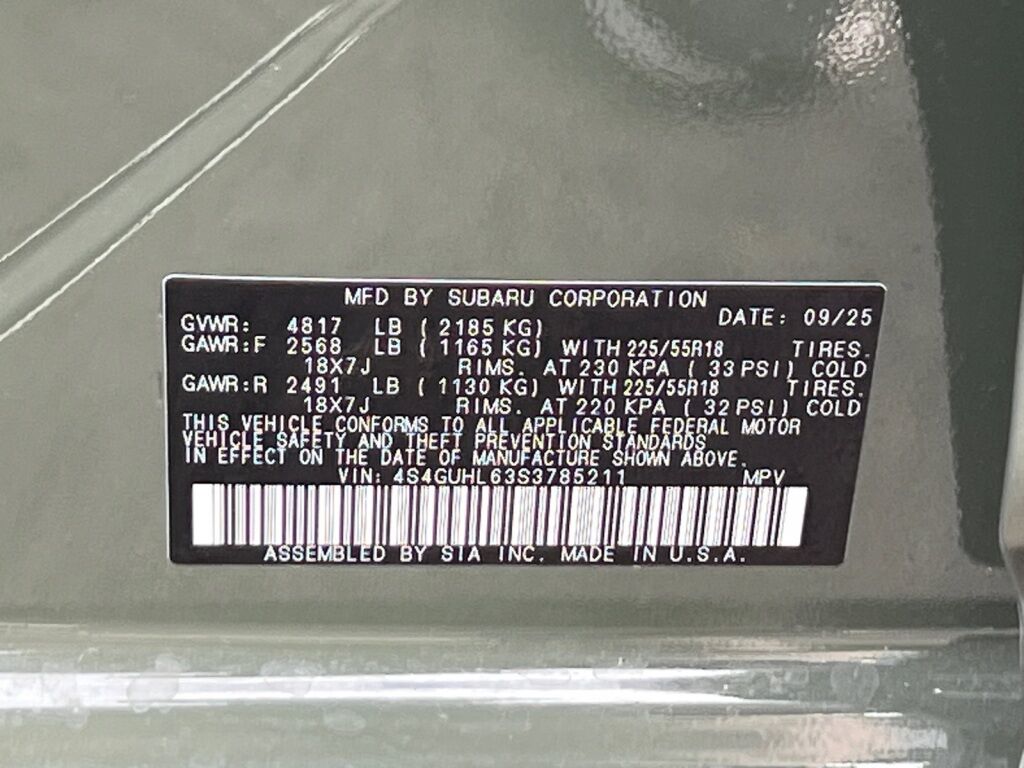 MFD BY SUBARU CORPORATION
GVWR: 4817 LB ( 2185 KG) DATE: 09/25
GAWR:F 2568 LB ( 1165 KG) WITH 225/55R18 TIRES.
18X7J RIMS. AT 230 KPA ( 33 PSI) COLD
GAWR:R 2491 LB ( 1130 KG) WITH 225/55R18 TIRES.
18X7J RIMS. AT 220 KPA ( 32 PSI) COLD
THIS VEHICLE CONFORMS TO ALL APPLICABLE FEDERAL MOTOR
VEHICLE SAFETY AND THEFT PREVENTION STANDARDS
IN EFFECT ON THE DATE OF MANUFACTURE SHOWN ABOVE.
VIN: 4S4GUHL63S3785211 MPV
ASSEMBLED BY SIA INC. MADE IN U.S.A.